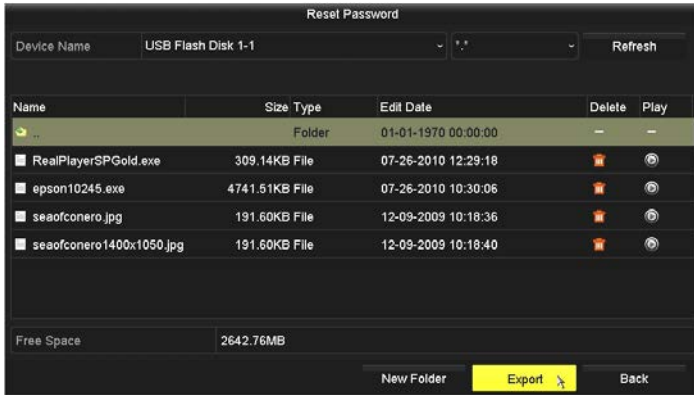 Reset Password
Device Name USB Flash Disk 1-1 *.* Refresh
Name Size Type Edit Date Delete Play
.. Folder 01-01-1970 00:00:00 — —
RealPlayerSPGold.exe 309.14KB File 07-26-2010 12:29:18
epson10245.exe 4741.51KB File 07-26-2010 10:30:06
seaofconero.jpg 191.60KB File 12-09-2009 10:18:36
seaofconero1400x1050.jpg 191.60KB File 12-09-2009 10:18:40
Free Space 2642.76MB
New Folder Export Back